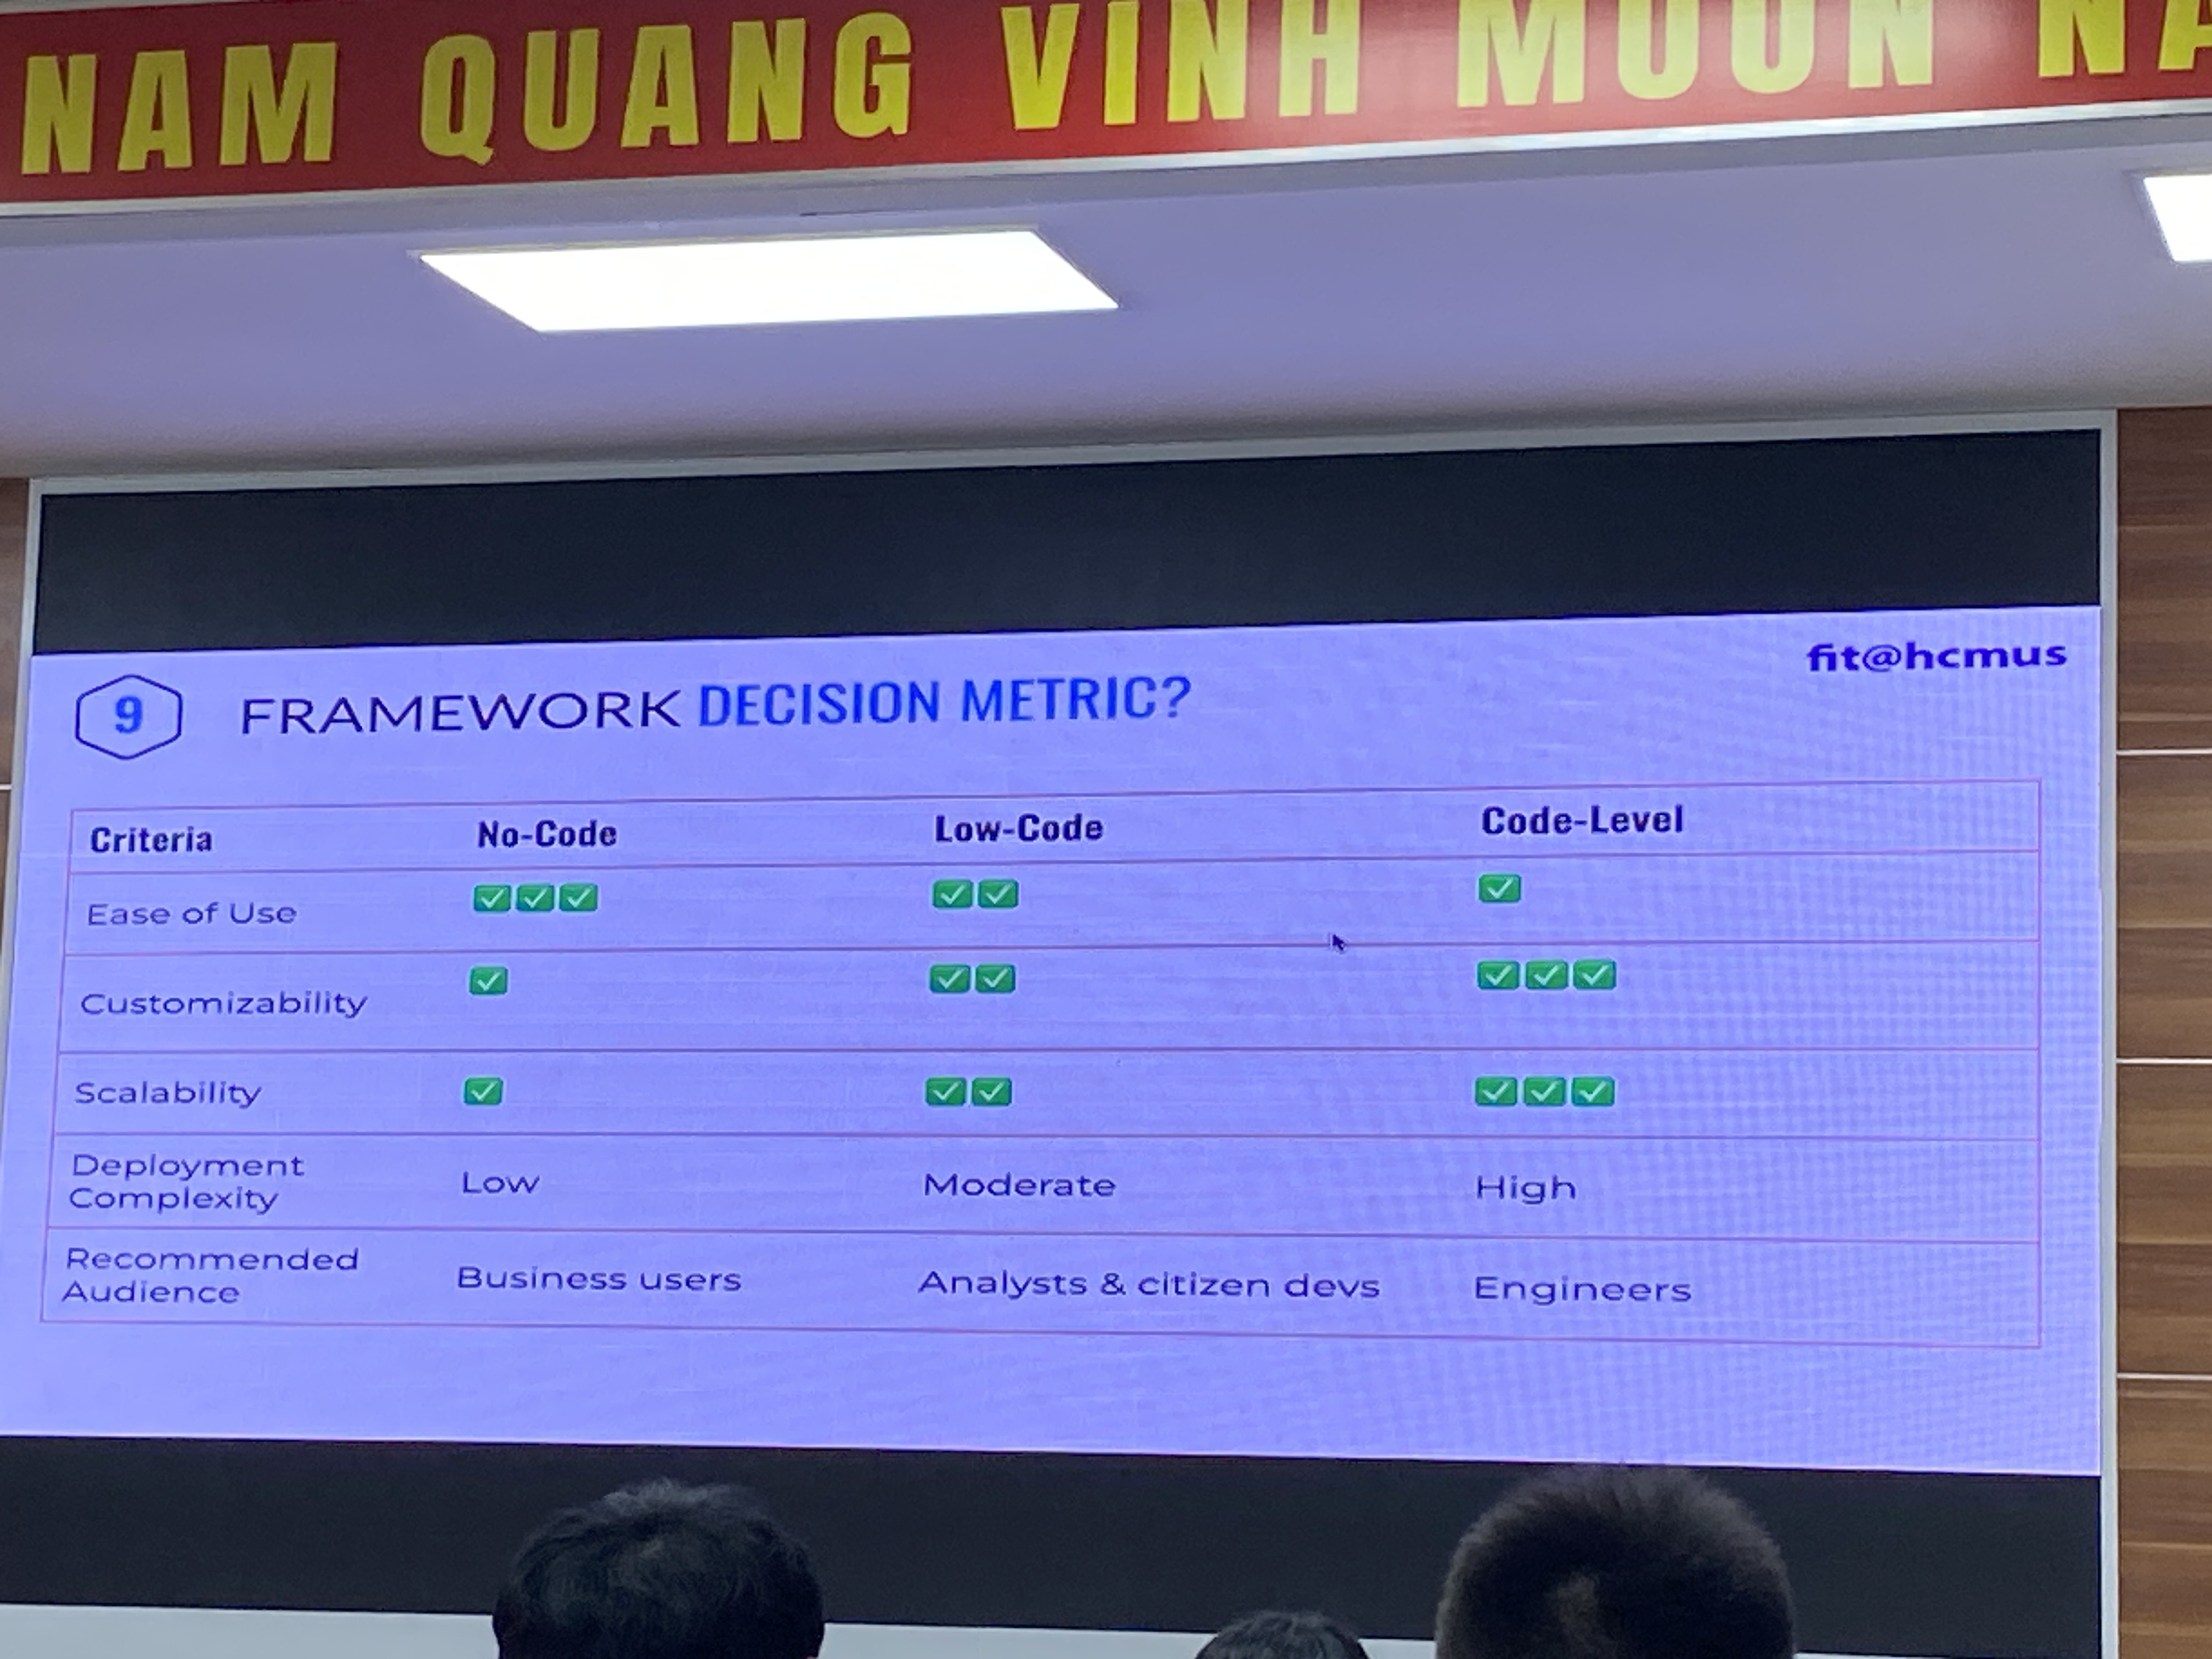 NAM QUANG VINH MUÔN
fit@hcmus
9 FRAMEWORK DECISION METRIC?
Criteria No-Code Low-Code Code-Level
Ease of Use ✅✅✅ ✅✅ ✅
Customizability ✅ ✅✅ ✅✅✅
Scalability ✅ ✅✅ ✅✅✅
Deployment
Complexity Low Moderate High
Recommended
Audience Business users Analysts & citizen devs Engineers